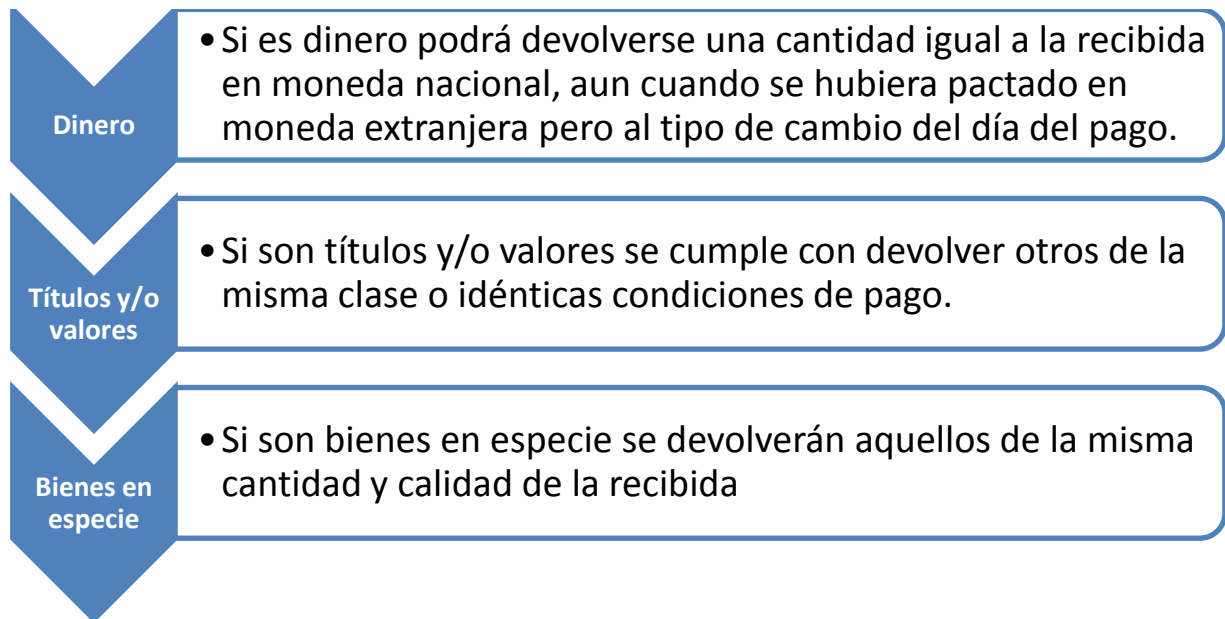 Dinero
•Si es dinero podrá devolverse una cantidad igual a la recibida
en moneda nacional, aun cuando se hubiera pactado en
moneda extranjera pero al tipo de cambio del día del pago.
Títulos y/o
valores
•Si son títulos y/o valores se cumple con devolver otros de la
misma clase o idénticas condiciones de pago.
Bienes en
especie
•Si son bienes en especie se devolverán aquellos de la misma
cantidad y calidad de la recibida